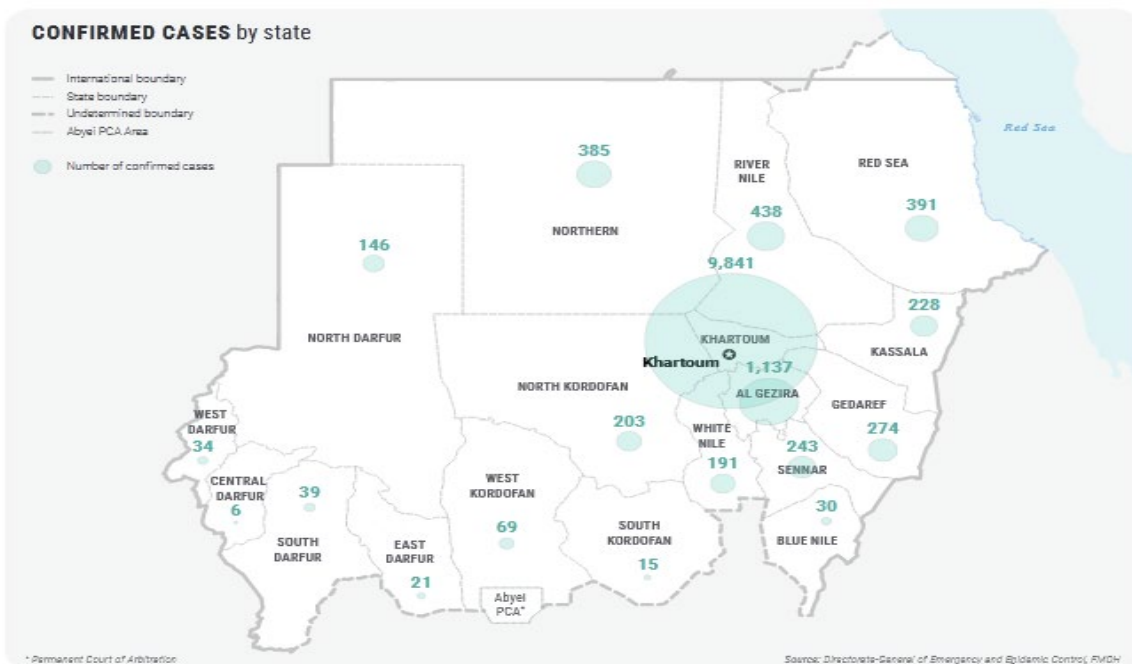 CONFIRMED CASES by state
International boundary
State boundary
Undetermined boundary
Abyei PCA Area
Number of confirmed cases
Red Sea
385
RIVER
NILE
RED SEA
438
391
NORTHERN
146
9,841
228
NORTH DARFUR
KHARTOUM
KASSALA
Khartoum
1,137
NORTH KORDOFAN
AL GEZIRA
GEDAREF
WEST
DARFUR
34
203
WHITE
NILE
191
274
243
SENNAR
CENTRAL
DARFUR
6
39
WEST
KORDOFAN
69
30
SOUTH
DARFUR
EAST
DARFUR
21
SOUTH
KORDOFAN
15
BLUE NILE
Abyei
PCA*
* Permanent Court of Arbitration
Source: Directorate-General of Emergency and Epidemic Control, FMOH